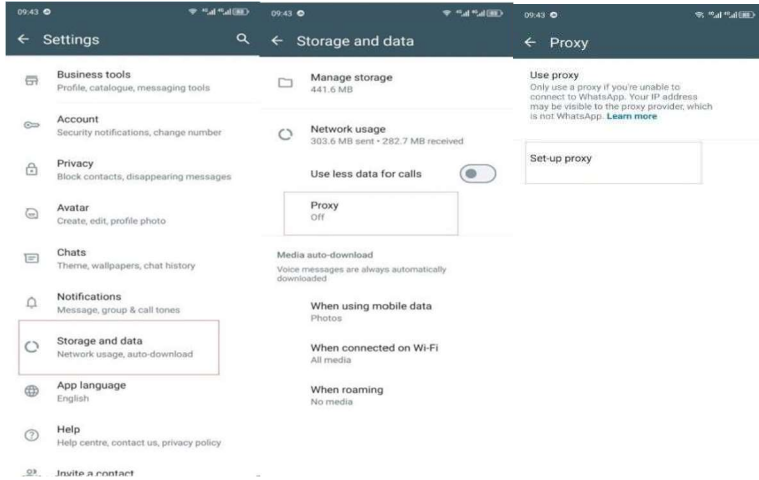 09:43
Settings
Business tools
Profile, catalogue, messaging tools
Account
Security notifications, change number
Privacy
Block contacts, disappearing messages
Avatar
Create, edit, profile photo
Chats
Theme, wallpapers, chat history
Notifications
Message, group & call tones
Storage and data
Network usage, auto-download
App language
English
Help
Help centre, contact us, privacy policy
Invite a contact
09:43
Storage and data
Manage storage
441.6 MB
Network usage
303.6 MB sent • 282.7 MB received
Use less data for calls
Proxy
Off
Media auto-download
Voice messages are always automatically
downloaded
When using mobile data
Photos
When connected on Wi-Fi
All media
When roaming
No media
09:43
Proxy
Use proxy
Only use a proxy if you're unable to
connect to WhatsApp. Your IP address
may be visible to the proxy provider, which
is not WhatsApp. Learn more
Set-up proxy